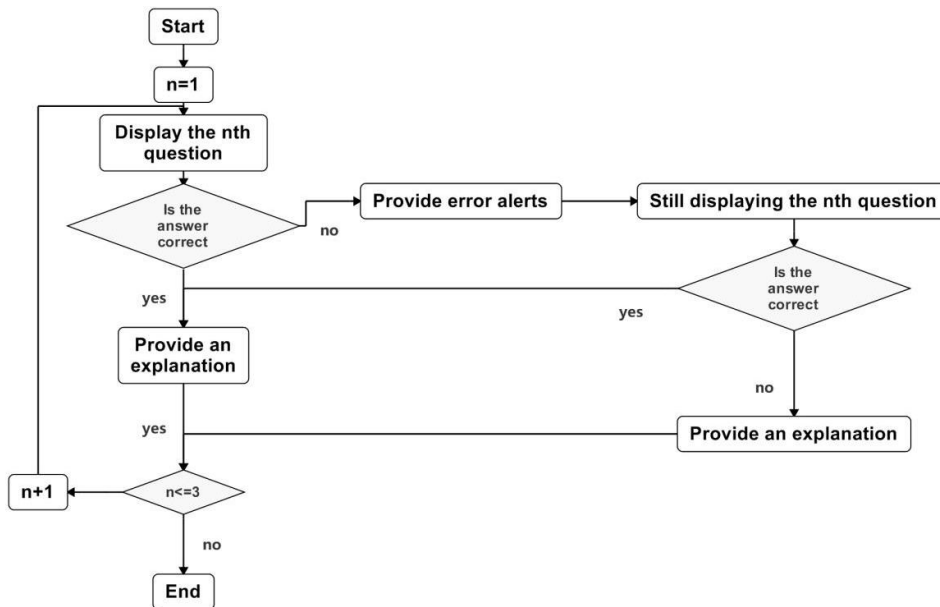 Start
n=1
Display the nth
question
Is the
answer
correct
no
Provide error alerts
Still displaying the nth question
Is the
answer
correct
yes
yes
Provide an
explanation
no
yes
Provide an explanation
n+1
n<=3
no
End